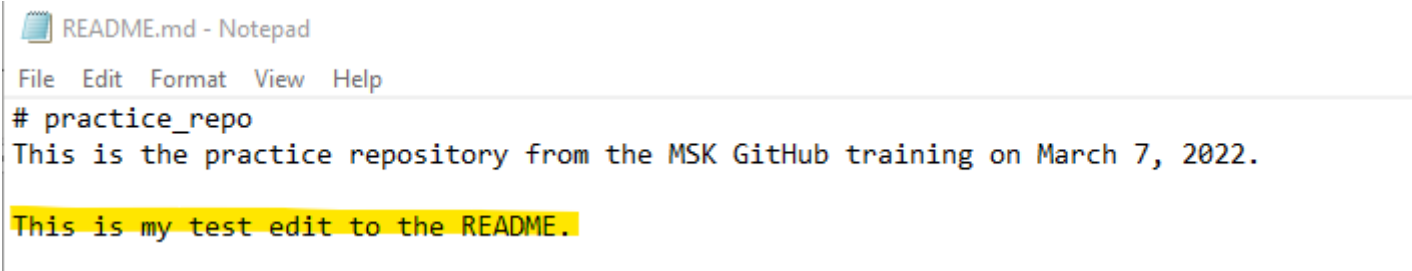 README.md - Notepad
File Edit Format View Help
# practice_repo
This is the practice repository from the MSK GitHub training on March 7, 2022.
This is my test edit to the README.